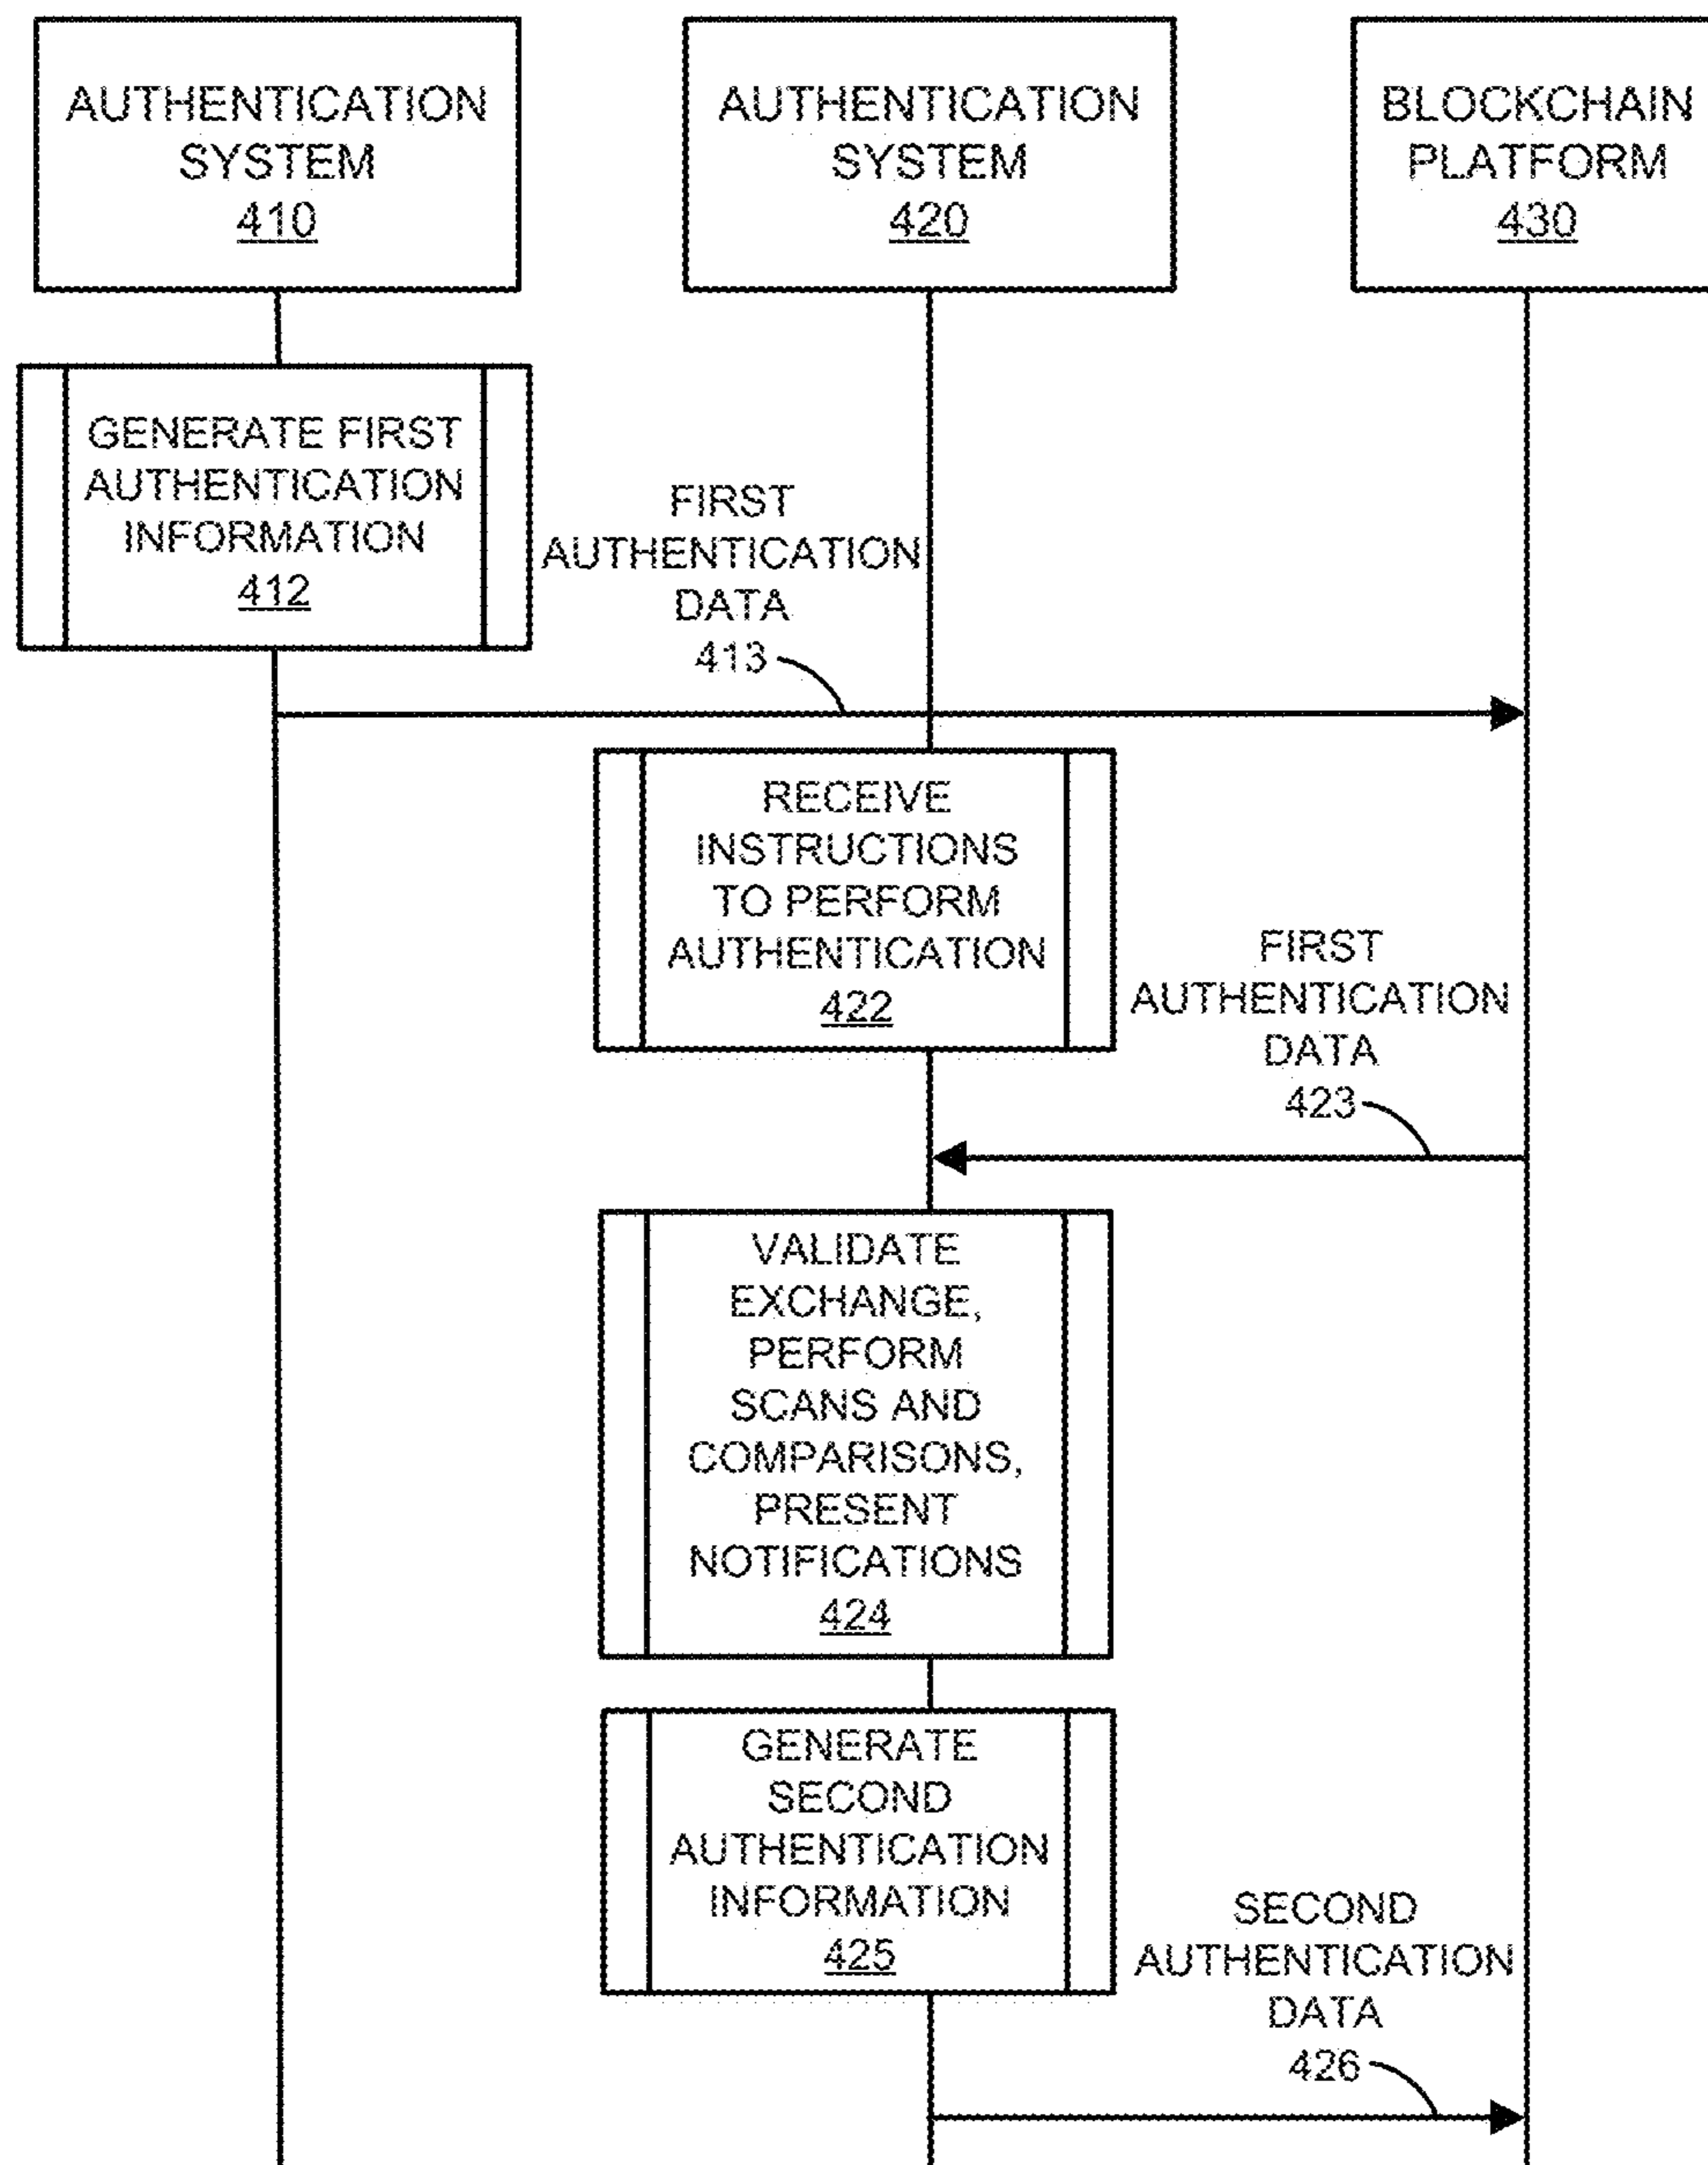 AUTHENTICATION
SYSTEM
410
AUTHENTICATION
SYSTEM
420
BLOCKCHAIN
PLATFORM
430
GENERATE FIRST
AUTHENTICATION
INFORMATION
412
FIRST
AUTHENTICATION
DATA
413
RECEIVE
INSTRUCTIONS
TO PERFORM
AUTHENTICATION
422
FIRST
AUTHENTICATION
DATA
423
VALIDATE
EXCHANGE,
PERFORM
SCANS AND
COMPARISONS,
PRESENT
NOTIFICATIONS
424
GENERATE
SECOND
AUTHENTICATION
INFORMATION
425
SECOND
AUTHENTICATION
DATA
426